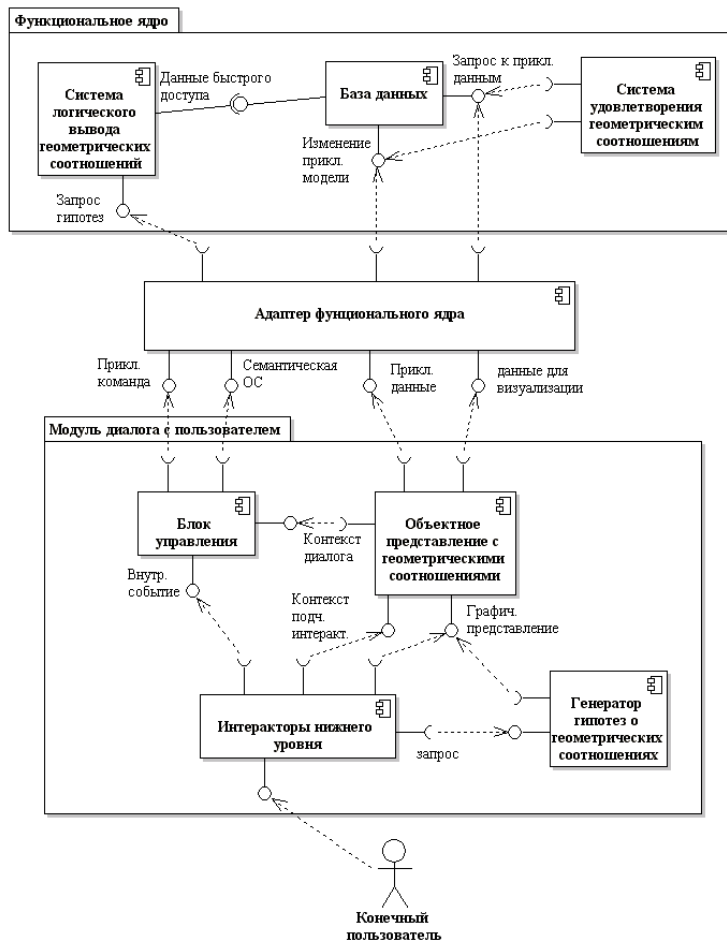 Функциональное ядро
Данные быстрого
доступа
Запрос к прикл.
данным
Система
логического
вывода
геометрических
соотношений
База данных
Система
удовлетворения
геометрическим
соотношениям
Изменение
прикл.
модели
Запрос
гипотез
Адаптер фунционального ядра
Прикл.
команда
Семантическая
ОС
Прикл.
данные
данные для
визуализации
Модуль диалога с пользователем
Блок
управления
Контекст
диалога
Объектное
представление с
геометрическими
соотношениями
Внутр.
событие
Контекст
подч.
интеракт.
Графич.
представление
Интеракторы нижнего
уровня
запрос
Генератор
гипотез о
геометрических
соотношениях
Конечный
пользователь